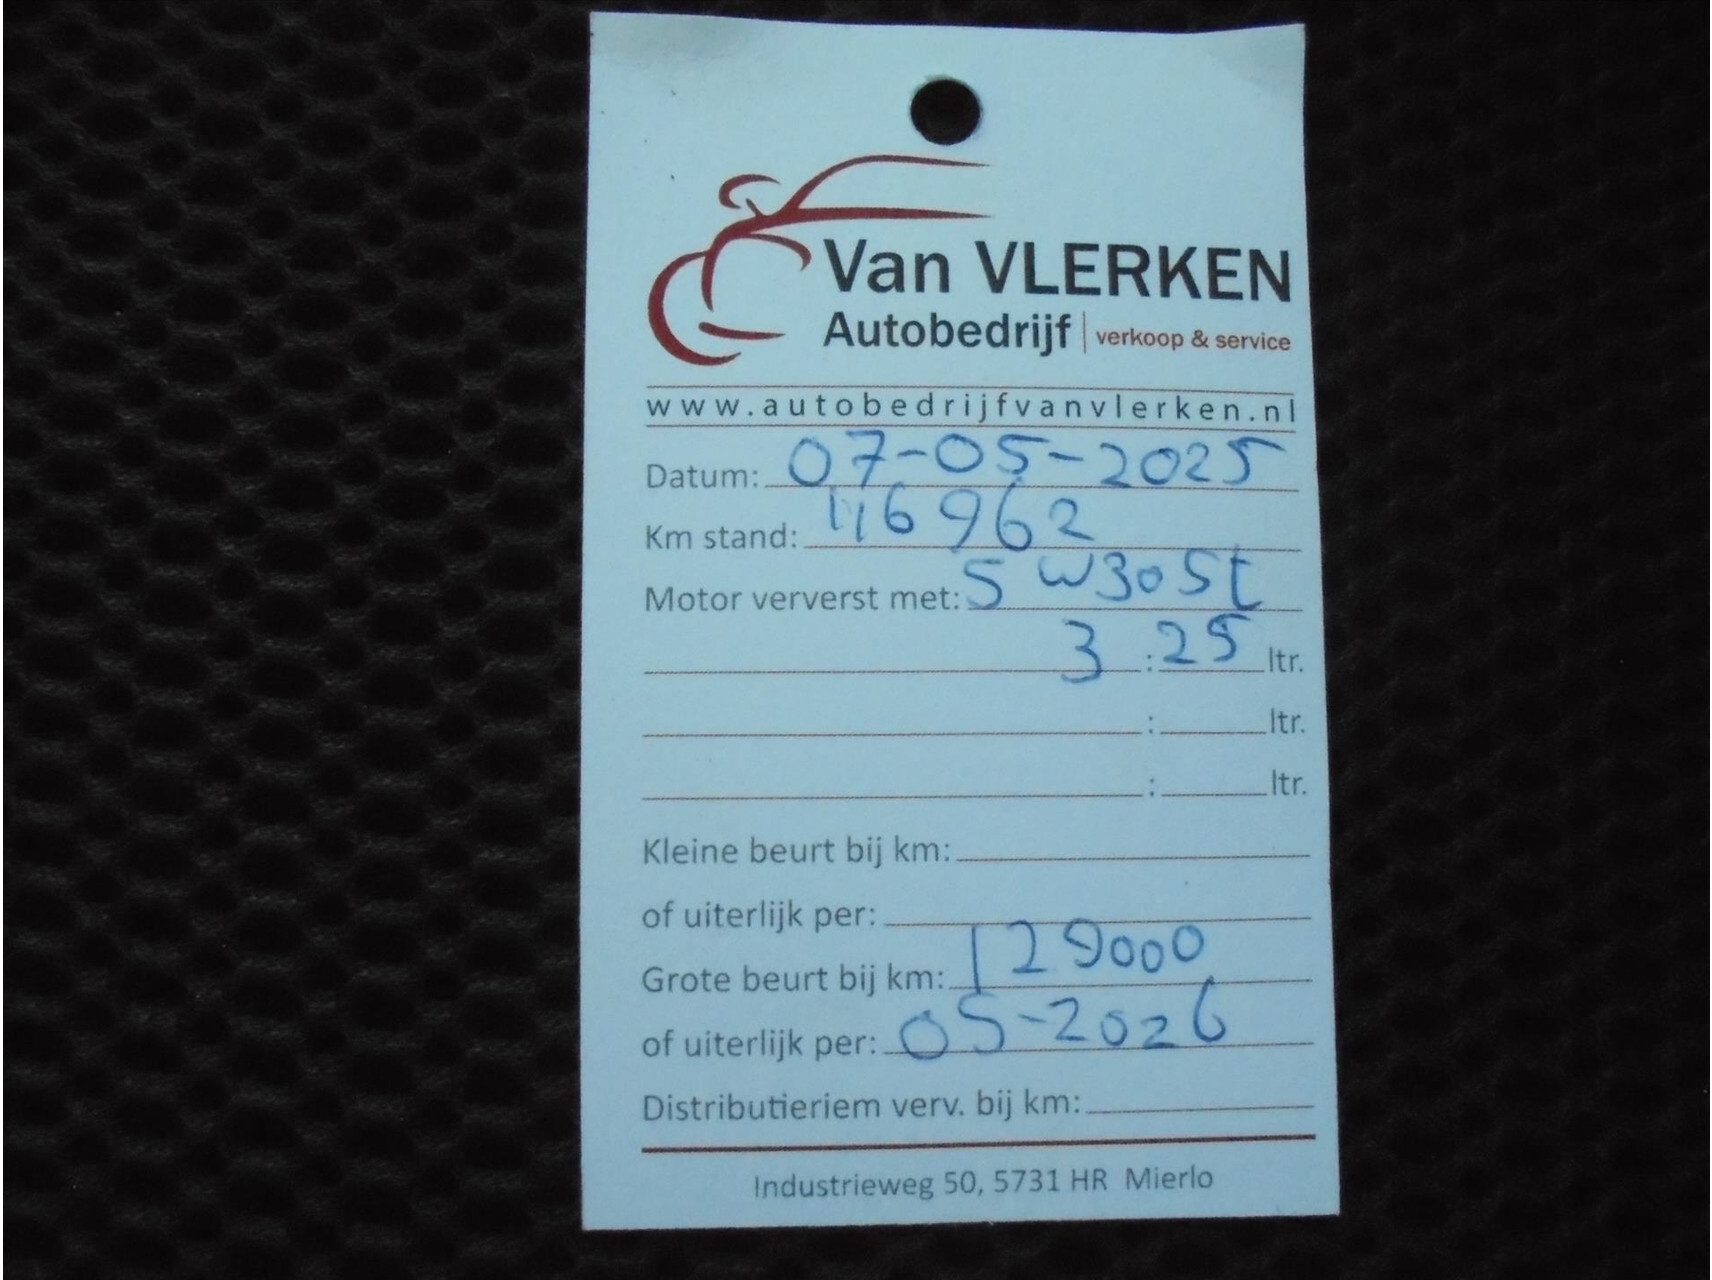 Van VLERKEN
Autobedrijf | verkoop & service
www.autobedrijfvanvlerken.nl
Datum: 07-05-2025
Km stand: 116962
Motor ververst met: 5W30 St
3 : 25 ltr.
: ltr.
: ltr.
Kleine beurt bij km:
of uiterlijk per:
Grote beurt bij km: 129000
of uiterlijk per: 05-2026
Distributieriem verv. bij km:
Industrieweg 50, 5731 HR Mierlo